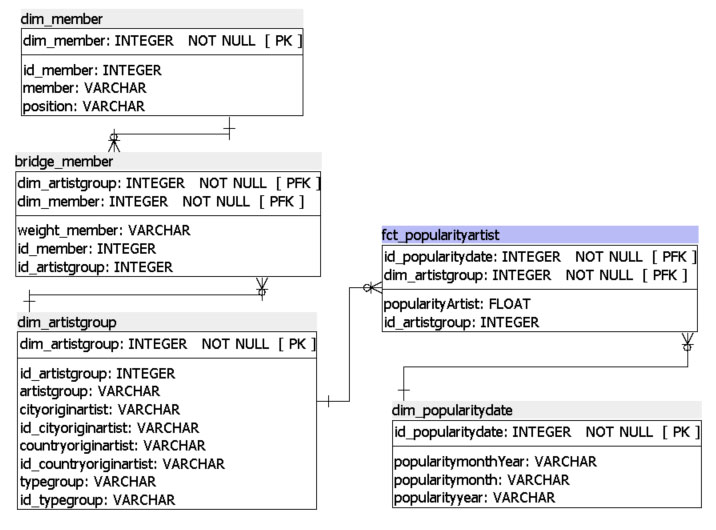 dim_member
dim_member: INTEGER NOT NULL [ PK ]
id_member: INTEGER
member: VARCHAR
position: VARCHAR
bridge_member
dim_artistgroup: INTEGER NOT NULL [ PFK ]
dim_member: INTEGER NOT NULL [ PFK ]
weight_member: VARCHAR
id_member: INTEGER
id_artistgroup: INTEGER
dim_artistgroup
dim_artistgroup: INTEGER NOT NULL [ PK ]
id_artistgroup: INTEGER
artistgroup: VARCHAR
cityoriginartist: VARCHAR
id_cityoriginartist: VARCHAR
countryoriginartist: VARCHAR
id_countryoriginartist: VARCHAR
typegroup: VARCHAR
id_typegroup: VARCHAR
fct_popularityartist
id_popularitydate: INTEGER NOT NULL [ PFK ]
dim_artistgroup: INTEGER NOT NULL [ PFK ]
popularityArtist: FLOAT
id_artistgroup: INTEGER
dim_popularitydate
id_popularitydate: INTEGER NOT NULL [ PK ]
popularitymonthYear: VARCHAR
popularitymonth: VARCHAR
popularityyear: VARCHAR